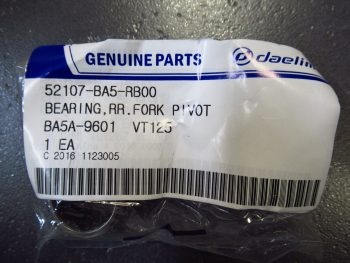 GENUINE PARTS daelim
52107-BA5-RB00
BEARING,RR.FORK PIVOT
BA5A-9601 VT125
1 EA
C 2016 1123005